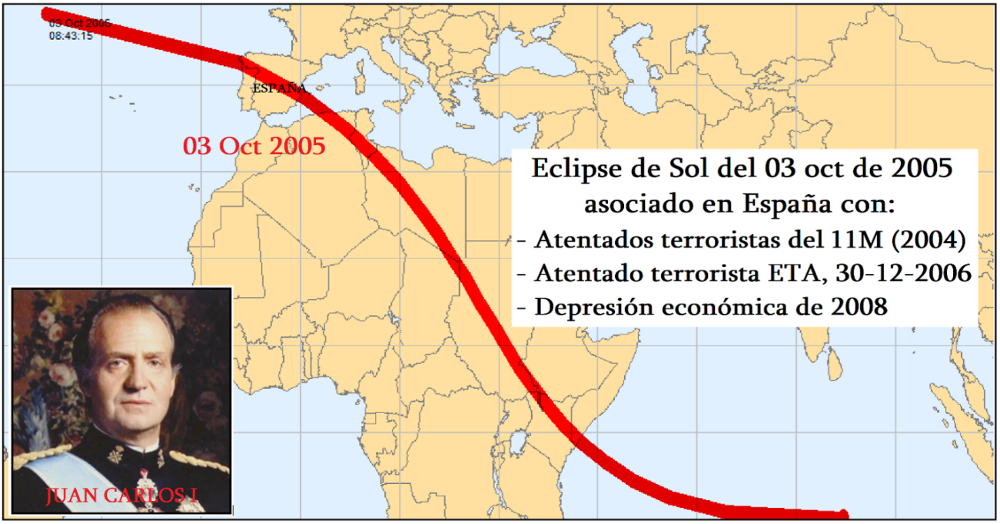 03 Oct 2005
08:43:15
ESPAÑA
03 Oct 2005
Eclipse de Sol del 03 oct de 2005
asociado en España con:
- Atentados terroristas del 11M (2004)
- Atentado terrorista ETA, 30-12-2006
- Depresión económica de 2008
JUAN CARLOS I